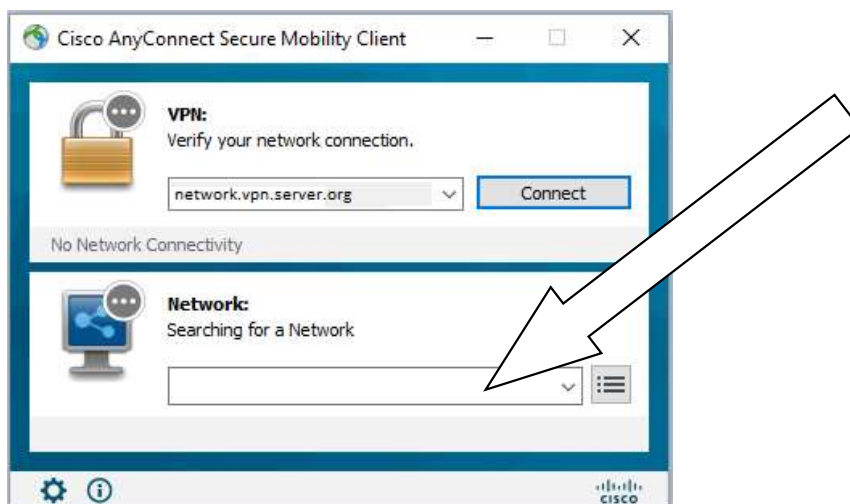 Cisco AnyConnect Secure Mobility Client
VPN:
Verify your network connection.
network.vpn.server.org
Connect
No Network Connectivity
Network:
Searching for a Network
CISCO